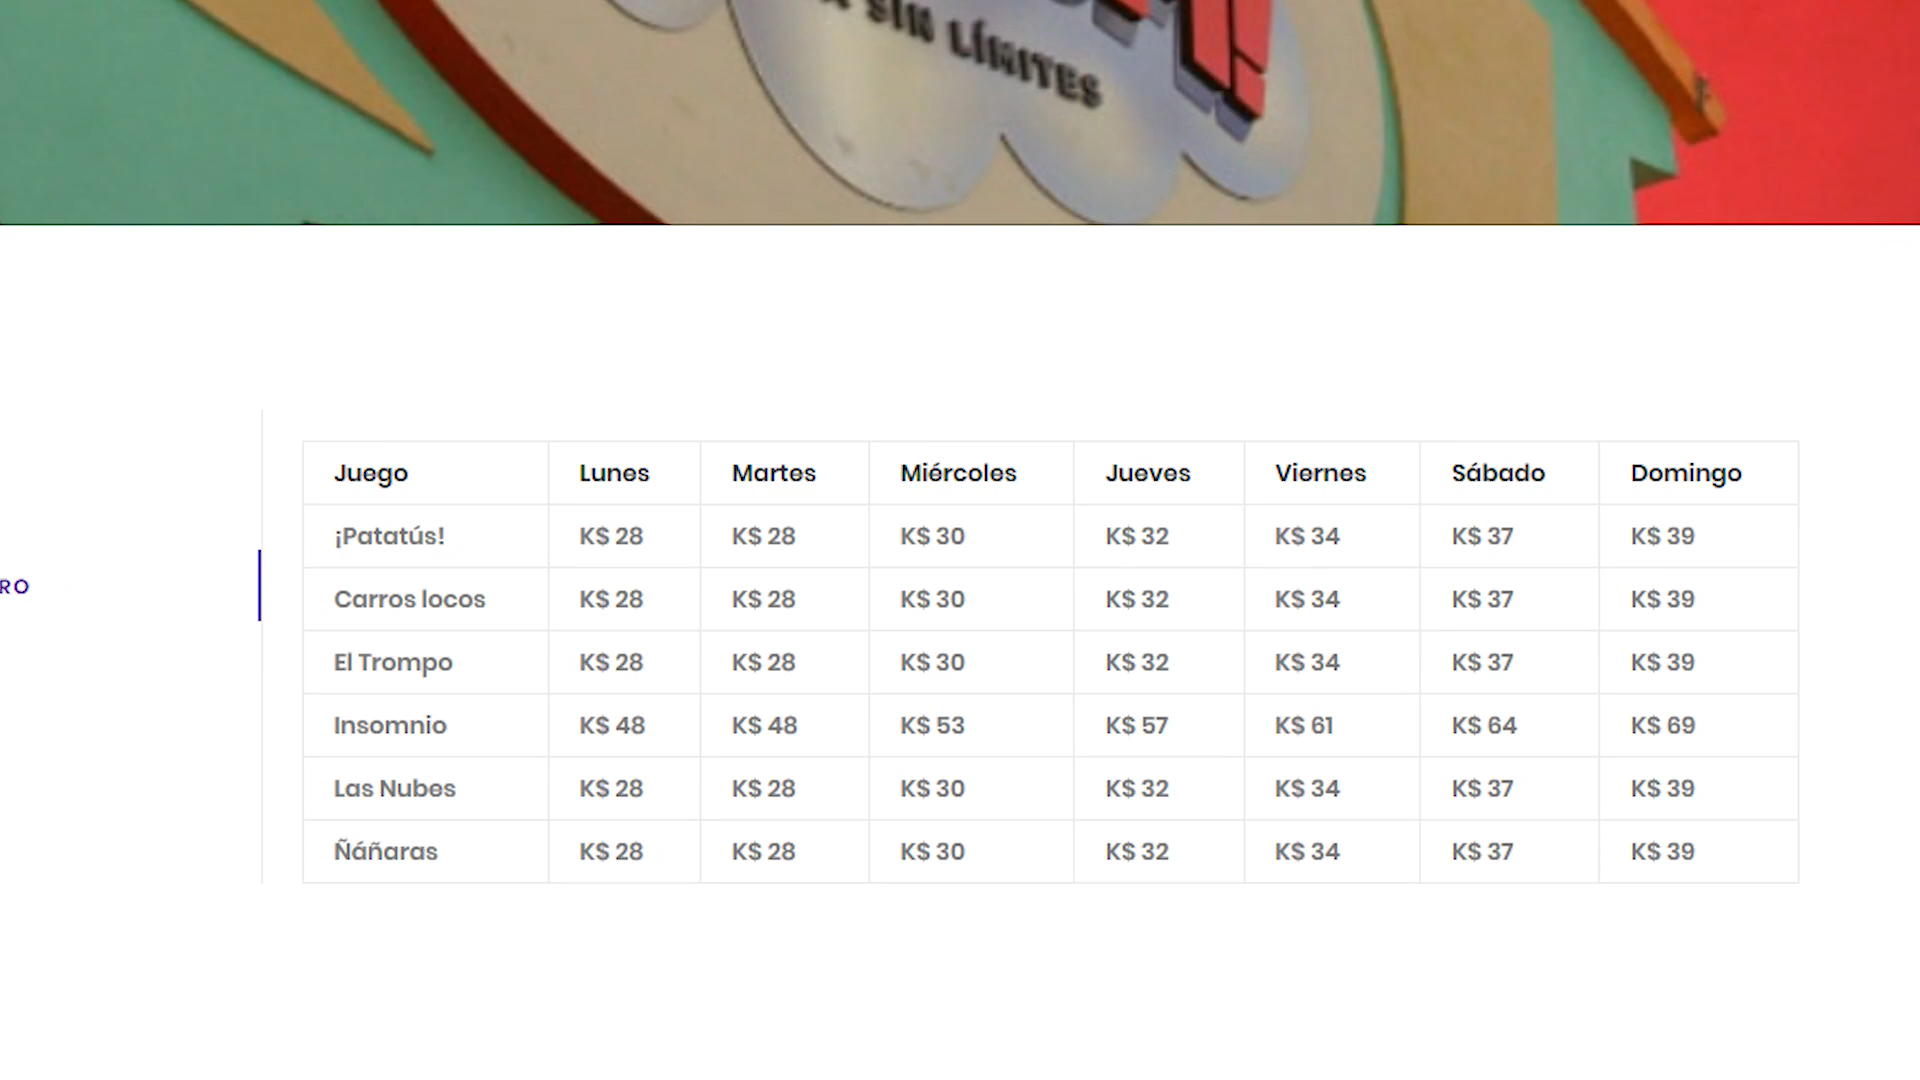 SIN LÍMITES
RO
Juego Lunes Martes Miércoles Jueves Viernes Sábado Domingo
¡Patatús! K$ 28 K$ 28 K$ 30 K$ 32 K$ 34 K$ 37 K$ 39
Carros locos K$ 28 K$ 28 K$ 30 K$ 32 K$ 34 K$ 37 K$ 39
El Trompo K$ 28 K$ 28 K$ 30 K$ 32 K$ 34 K$ 37 K$ 39
Insomnio K$ 48 K$ 48 K$ 53 K$ 57 K$ 61 K$ 64 K$ 69
Las Nubes K$ 28 K$ 28 K$ 30 K$ 32 K$ 34 K$ 37 K$ 39
Ñáñaras K$ 28 K$ 28 K$ 30 K$ 32 K$ 34 K$ 37 K$ 39